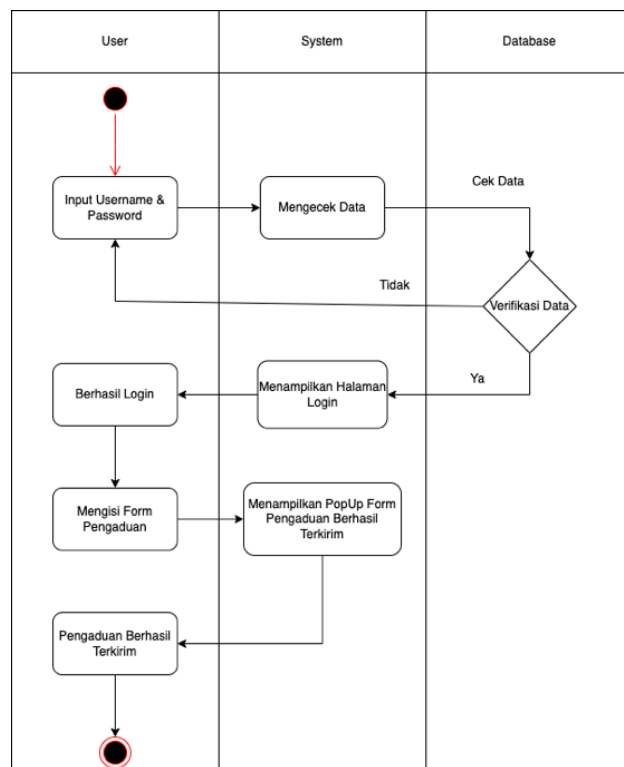 User
System
Database
Input Username &
Password
Mengecek Data
Cek Data
Verifikasi Data
Tidak
Ya
Menampilkan Halaman
Login
Berhasil Login
Mengisi Form
Pengaduan
Menampilkan PopUp Form
Pengaduan Berhasil
Terkirim
Pengaduan Berhasil
Terkirim